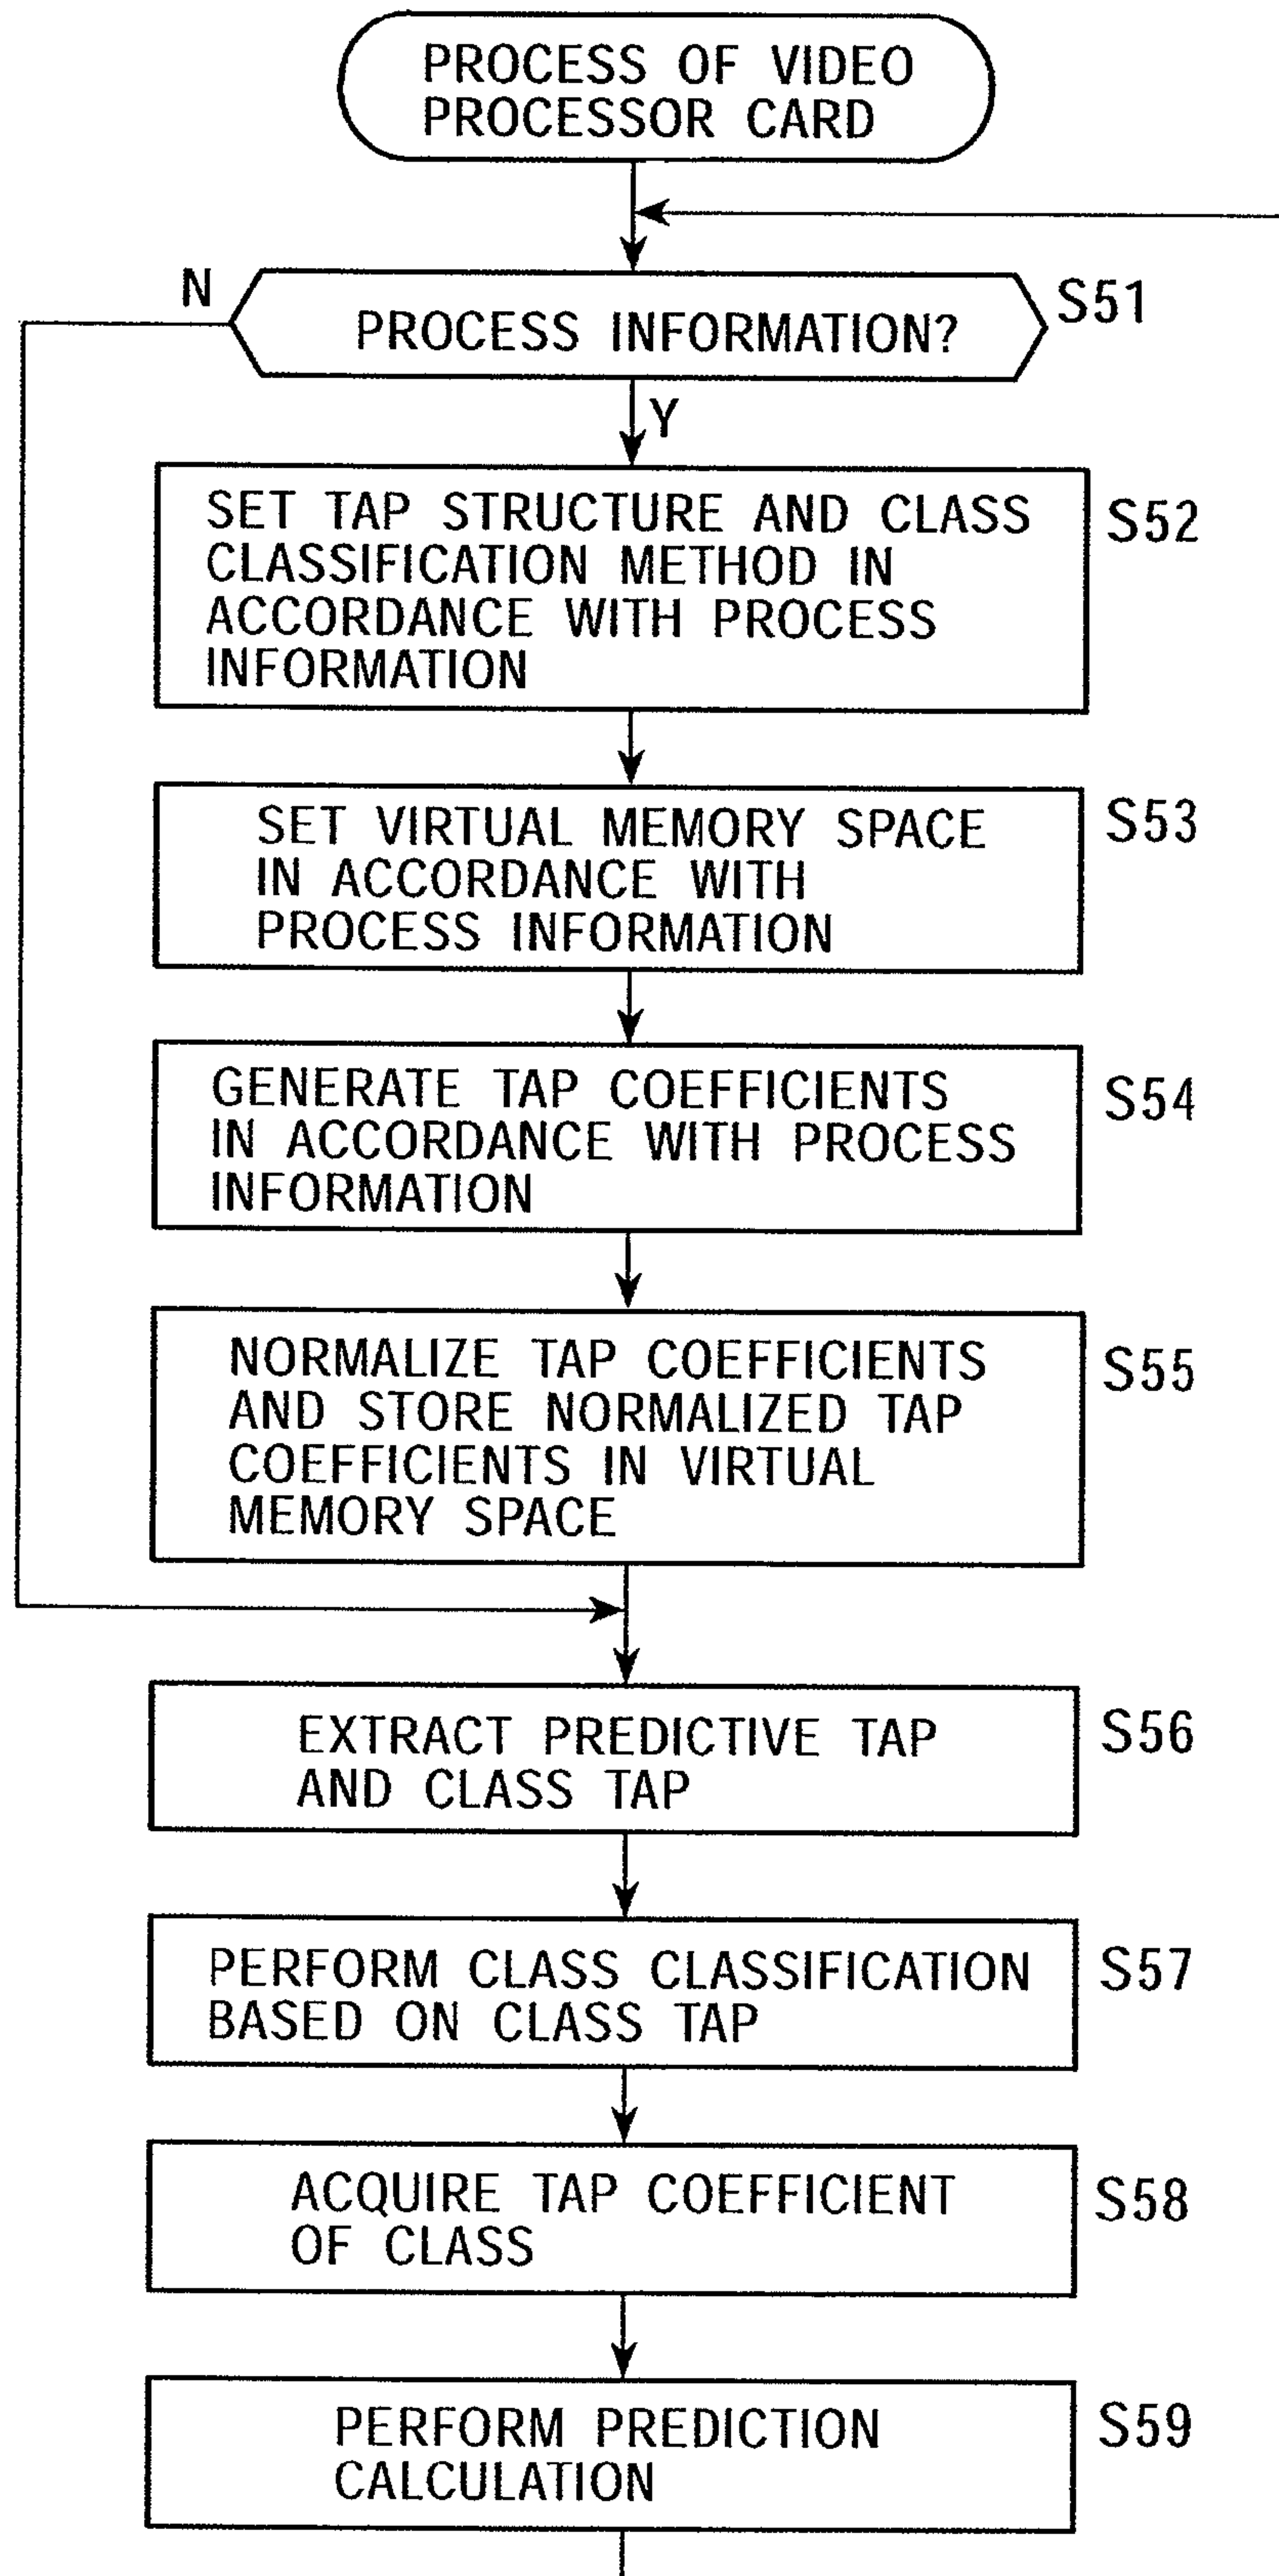 PROCESS OF VIDEO
PROCESSOR CARD
N
S51
PROCESS INFORMATION?
Y
SET TAP STRUCTURE AND CLASS
CLASSIFICATION METHOD IN
ACCORDANCE WITH PROCESS
INFORMATION
S52
SET VIRTUAL MEMORY SPACE
IN ACCORDANCE WITH
PROCESS INFORMATION
S53
GENERATE TAP COEFFICIENTS
IN ACCORDANCE WITH PROCESS
INFORMATION
S54
NORMALIZE TAP COEFFICIENTS
AND STORE NORMALIZED TAP
COEFFICIENTS IN VIRTUAL
MEMORY SPACE
S55
EXTRACT PREDICTIVE TAP
AND CLASS TAP
S56
PERFORM CLASS CLASSIFICATION
BASED ON CLASS TAP
S57
ACQUIRE TAP COEFFICIENT
OF CLASS
S58
PERFORM PREDICTION
CALCULATION
S59